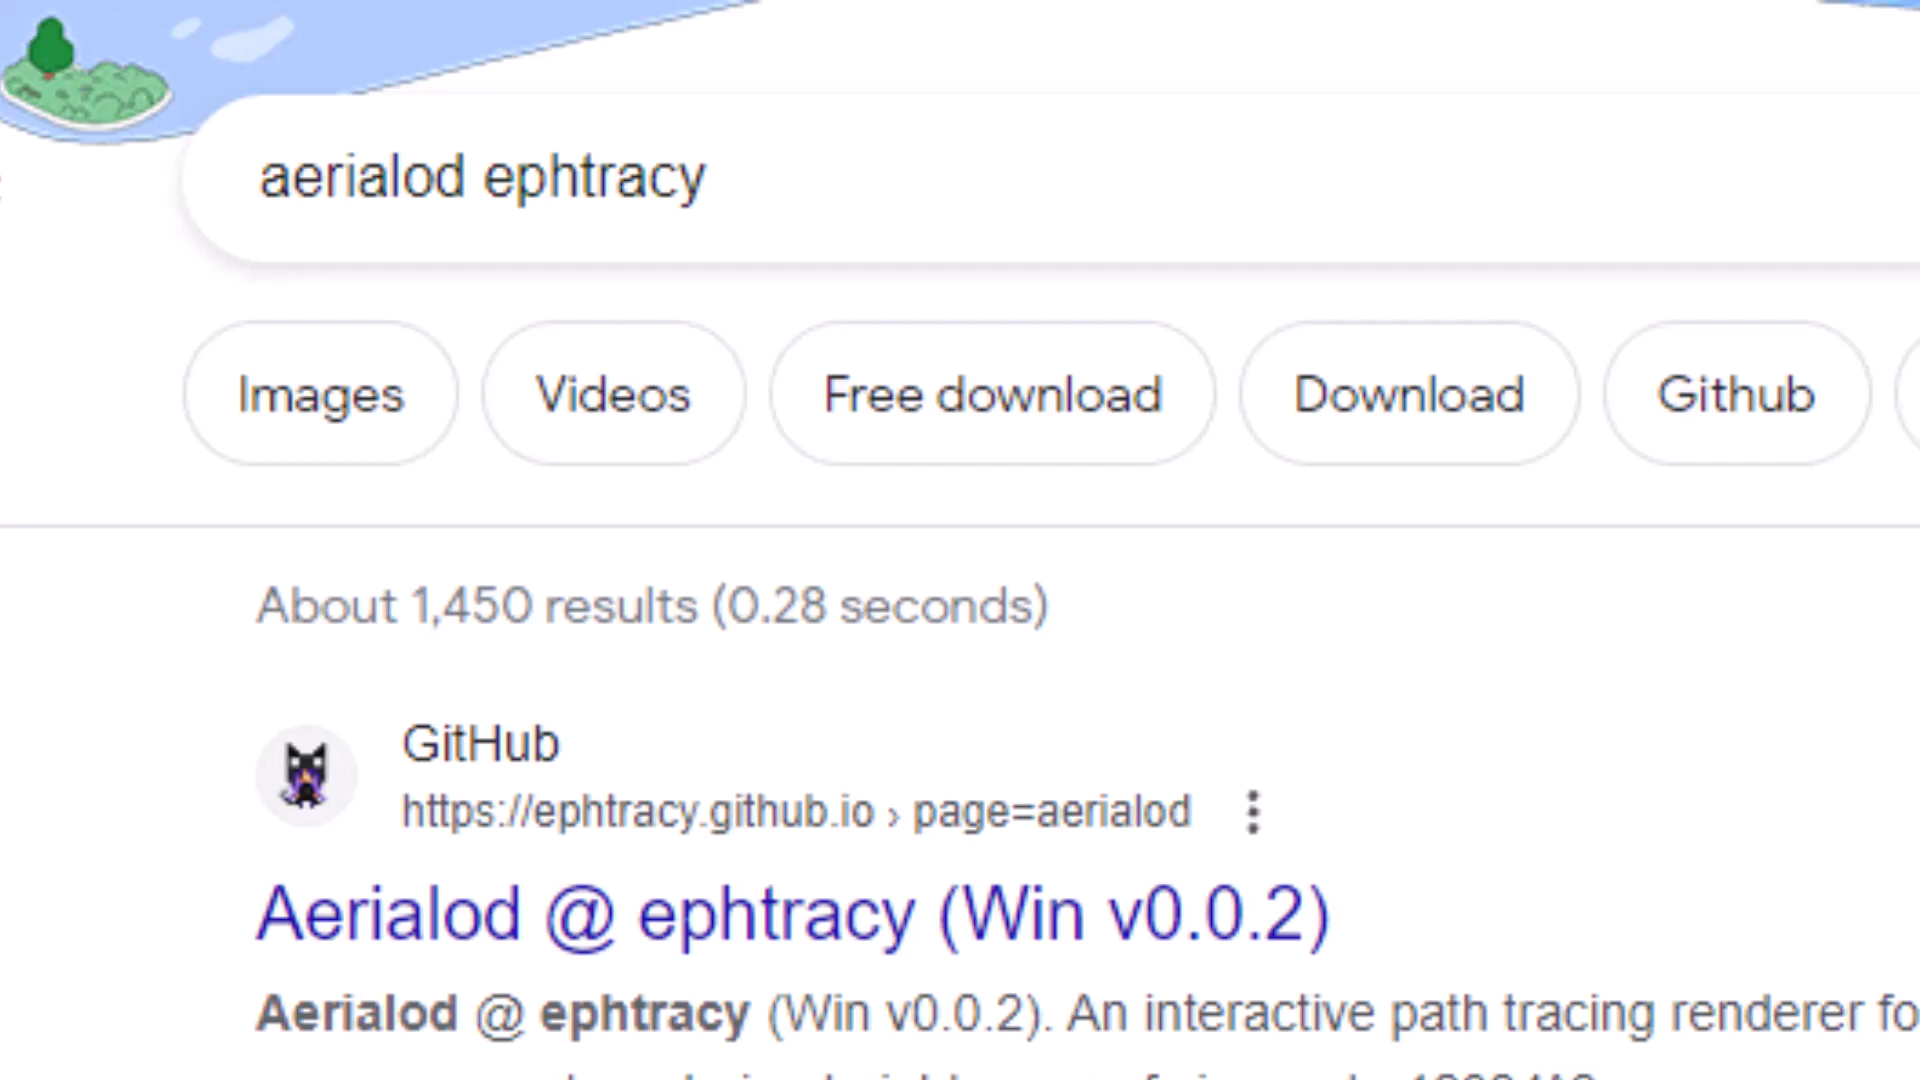 aerialod ephtracy
Images Videos Free download Download Github
About 1,450 results (0.28 seconds)
GitHub
https://ephtracy.github.io › page=aerialod
Aerialod @ ephtracy (Win v0.0.2)
Aerialod @ ephtracy (Win v0.0.2). An interactive path tracing renderer fo